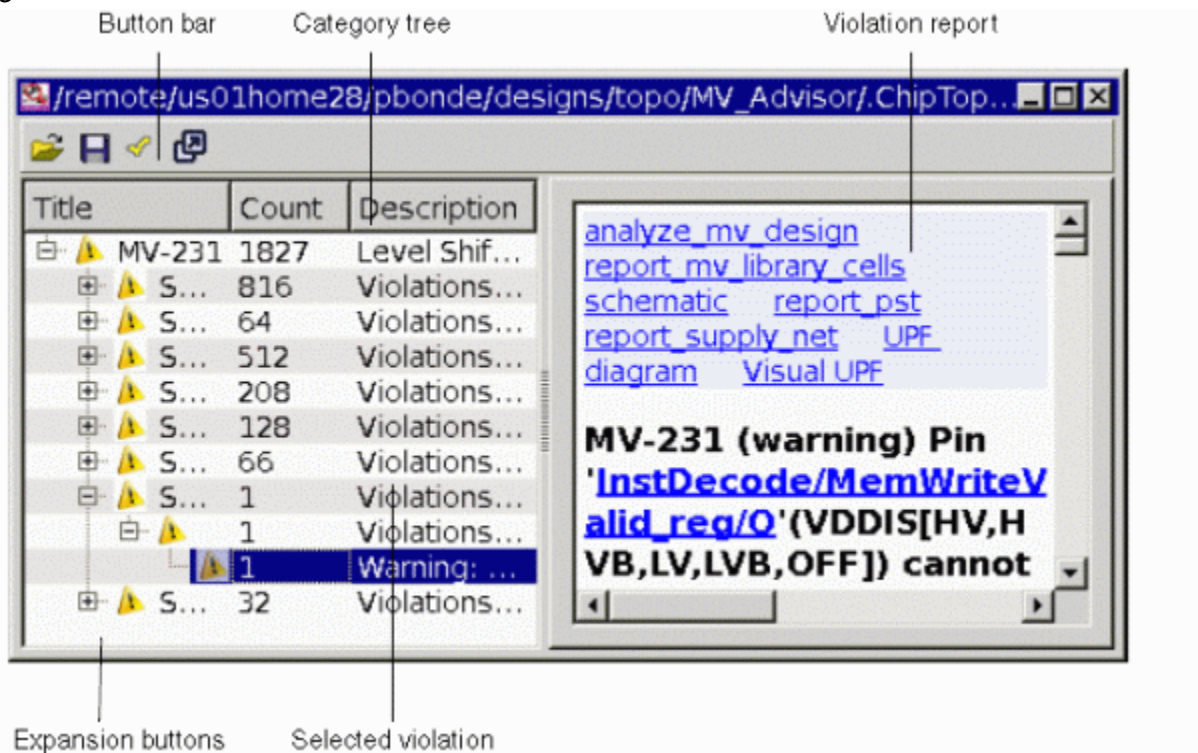 Button bar
Category tree
Violation report
/remote/us01home28/pbonde/designs/topo/MV_Advisor/.ChipTop...
Title Count Description
MV-231 1827 Level Shif...
S... 816 Violations...
S... 64 Violations...
S... 512 Violations...
S... 208 Violations...
S... 128 Violations...
S... 66 Violations...
S... 1 Violations...
1 Violations...
1 Warning: ...
S... 32 Violations...
analyze_mv_design
report_mv_library_cells
schematic report_pst
report_supply_net UPF
diagram Visual UPF
MV-231 (warning) Pin
'InstDecode/MemWriteV
alid_reg/Q'(VDDIS[HV,H
VB,LV,LVB,OFF]) cannot
Expansion buttons
Selected violation